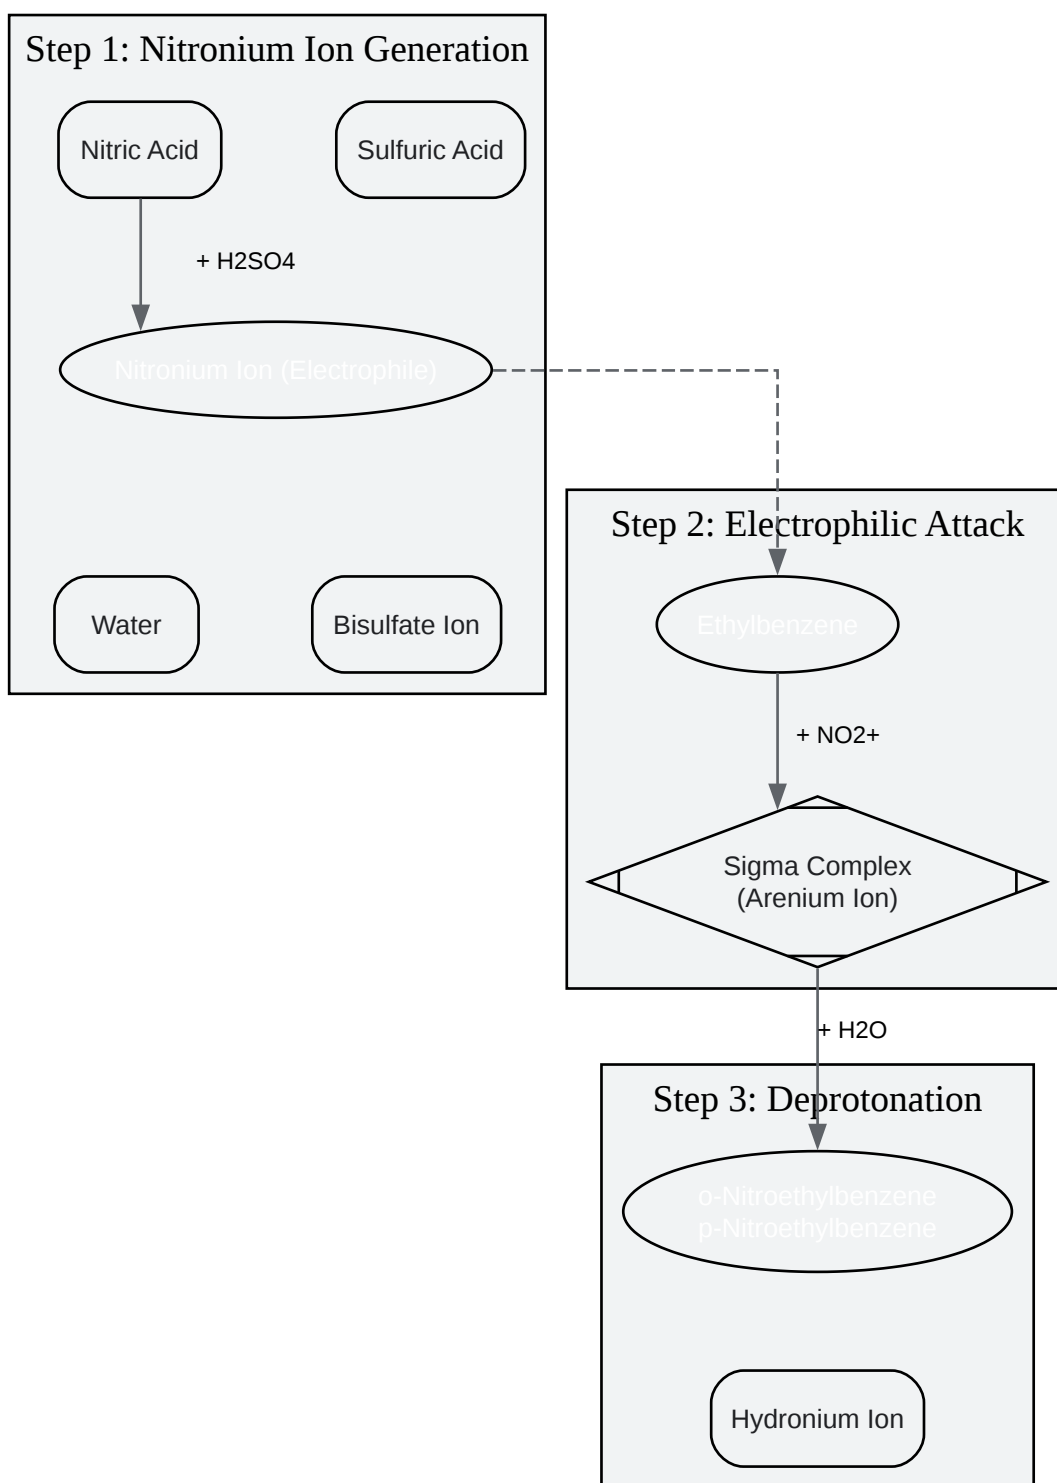 Step 1: Nitronium Ion Generation
Nitric Acid
Sulfuric Acid
+ H2SO4
Nitronium Ion (Electrophile)
Water
Bisulfate Ion
Step 2: Electrophilic Attack
Ethylbenzene
+ NO2+
Sigma Complex
(Arenium Ion)
+ H2O
Step 3: Deprotonation
o-Nitroethylbenzene
p-Nitroethylbenzene
Hydronium Ion